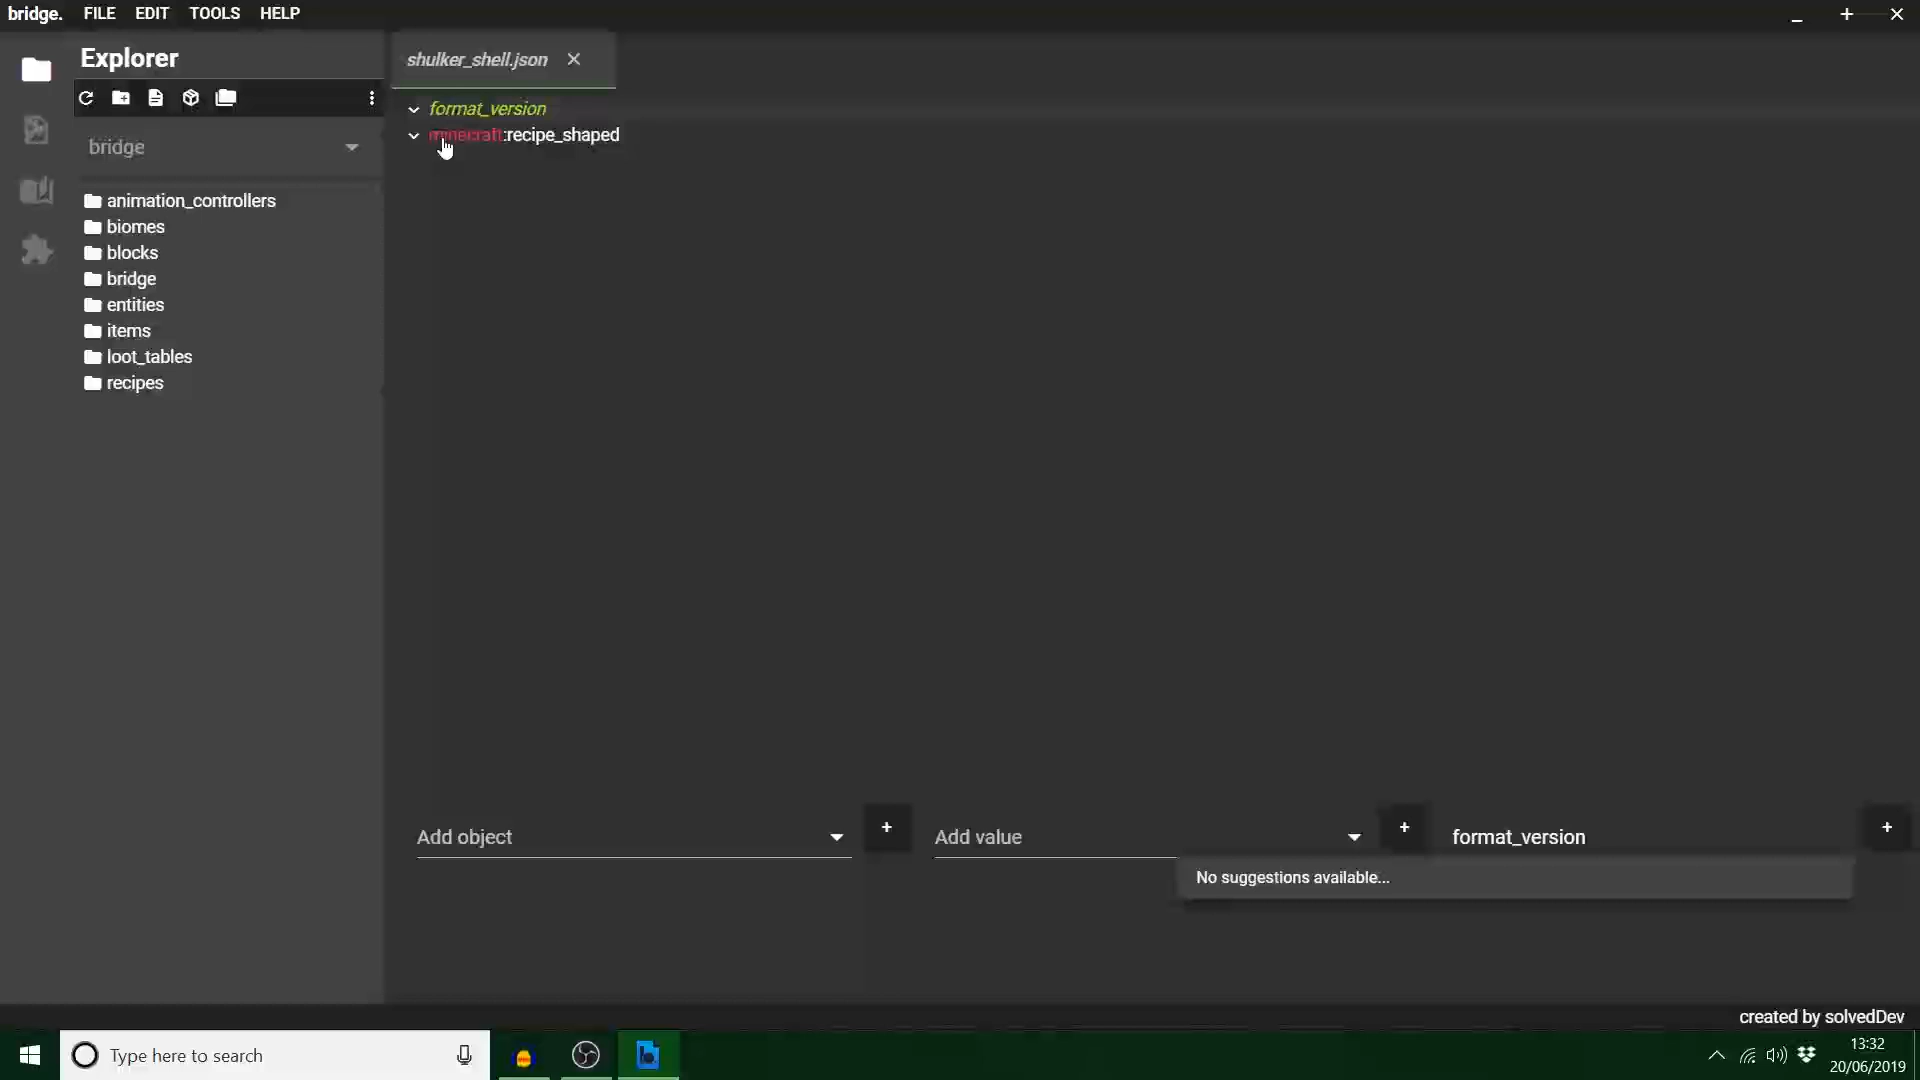 bridge. FILE EDIT TOOLS HELP
Explorer
bridge
animation_controllers
biomes
blocks
bridge
entities
items
loot_tables
recipes
shulker_shell.json
format_version
minecraft:recipe_shaped
Add object
+
Add value
+
format_version
+
No suggestions available...
created by solvedDev
Type here to search
13:32
20/06/2019